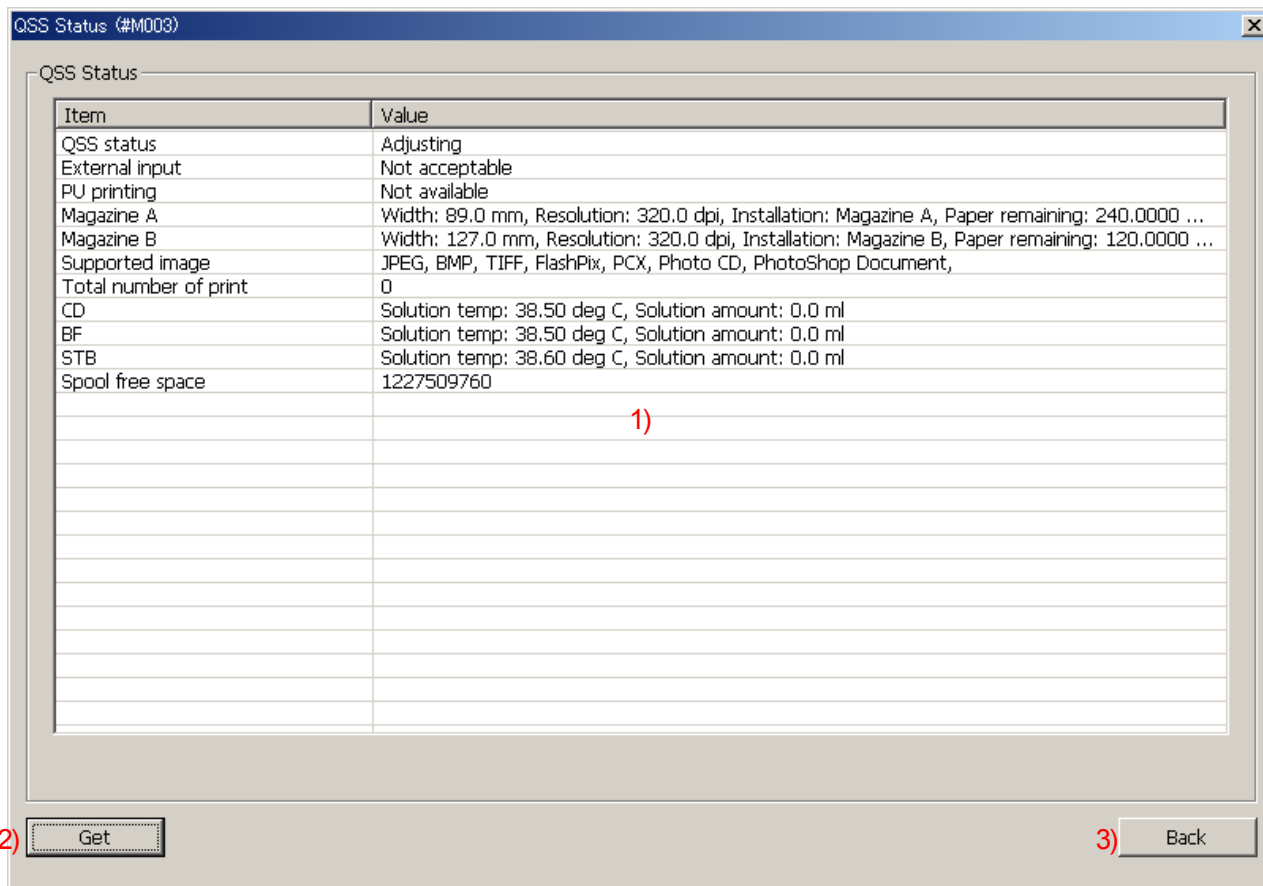 QSS Status (#M003)
QSS Status
Item Value
QSS status Adjusting
External input Not acceptable
PU printing Not available
Magazine A Width: 89.0 mm, Resolution: 320.0 dpi, Installation: Magazine A, Paper remaining: 240.0000 ...
Magazine B Width: 127.0 mm, Resolution: 320.0 dpi, Installation: Magazine B, Paper remaining: 120.0000 ...
Supported image JPEG, BMP, TIFF, FlashPix, PCX, Photo CD, PhotoShop Document,
Total number of print 0
CD Solution temp: 38.50 deg C, Solution amount: 0.0 ml
BF Solution temp: 38.50 deg C, Solution amount: 0.0 ml
STB Solution temp: 38.60 deg C, Solution amount: 0.0 ml
Spool free space 1227509760
1)
2) Get 3) Back